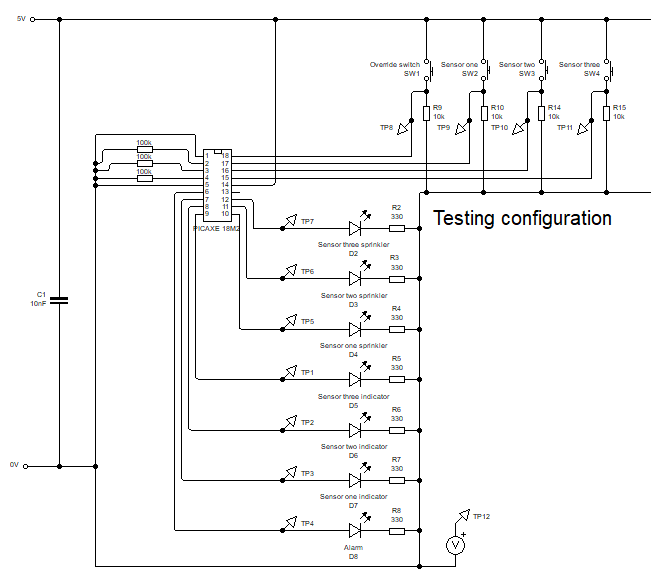 5V
Override switch
SW1
Sensor one
SW2
Sensor two
SW3
Sensor three
SW4
R9
10k
R10
10k
R14
10k
R15
10k
TP8
TP9
TP10
TP11
100k
100k
100k
1
2
3
4
5
6
7
8
9
18
17
16
15
14
13
12
11
10
PICAXE 18M2
Testing configuration
TP7
R2
330
Sensor three sprinkler
D2
TP6
R3
330
Sensor two sprinkler
D3
C1
10nF
TP5
R4
330
Sensor one sprinkler
D4
TP1
R5
330
Sensor three indicator
D5
TP2
R6
330
Sensor two indicator
D6
0V
TP3
R7
330
Sensor one indicator
D7
TP4
R8
330
Alarm
D8
TP12
+
V